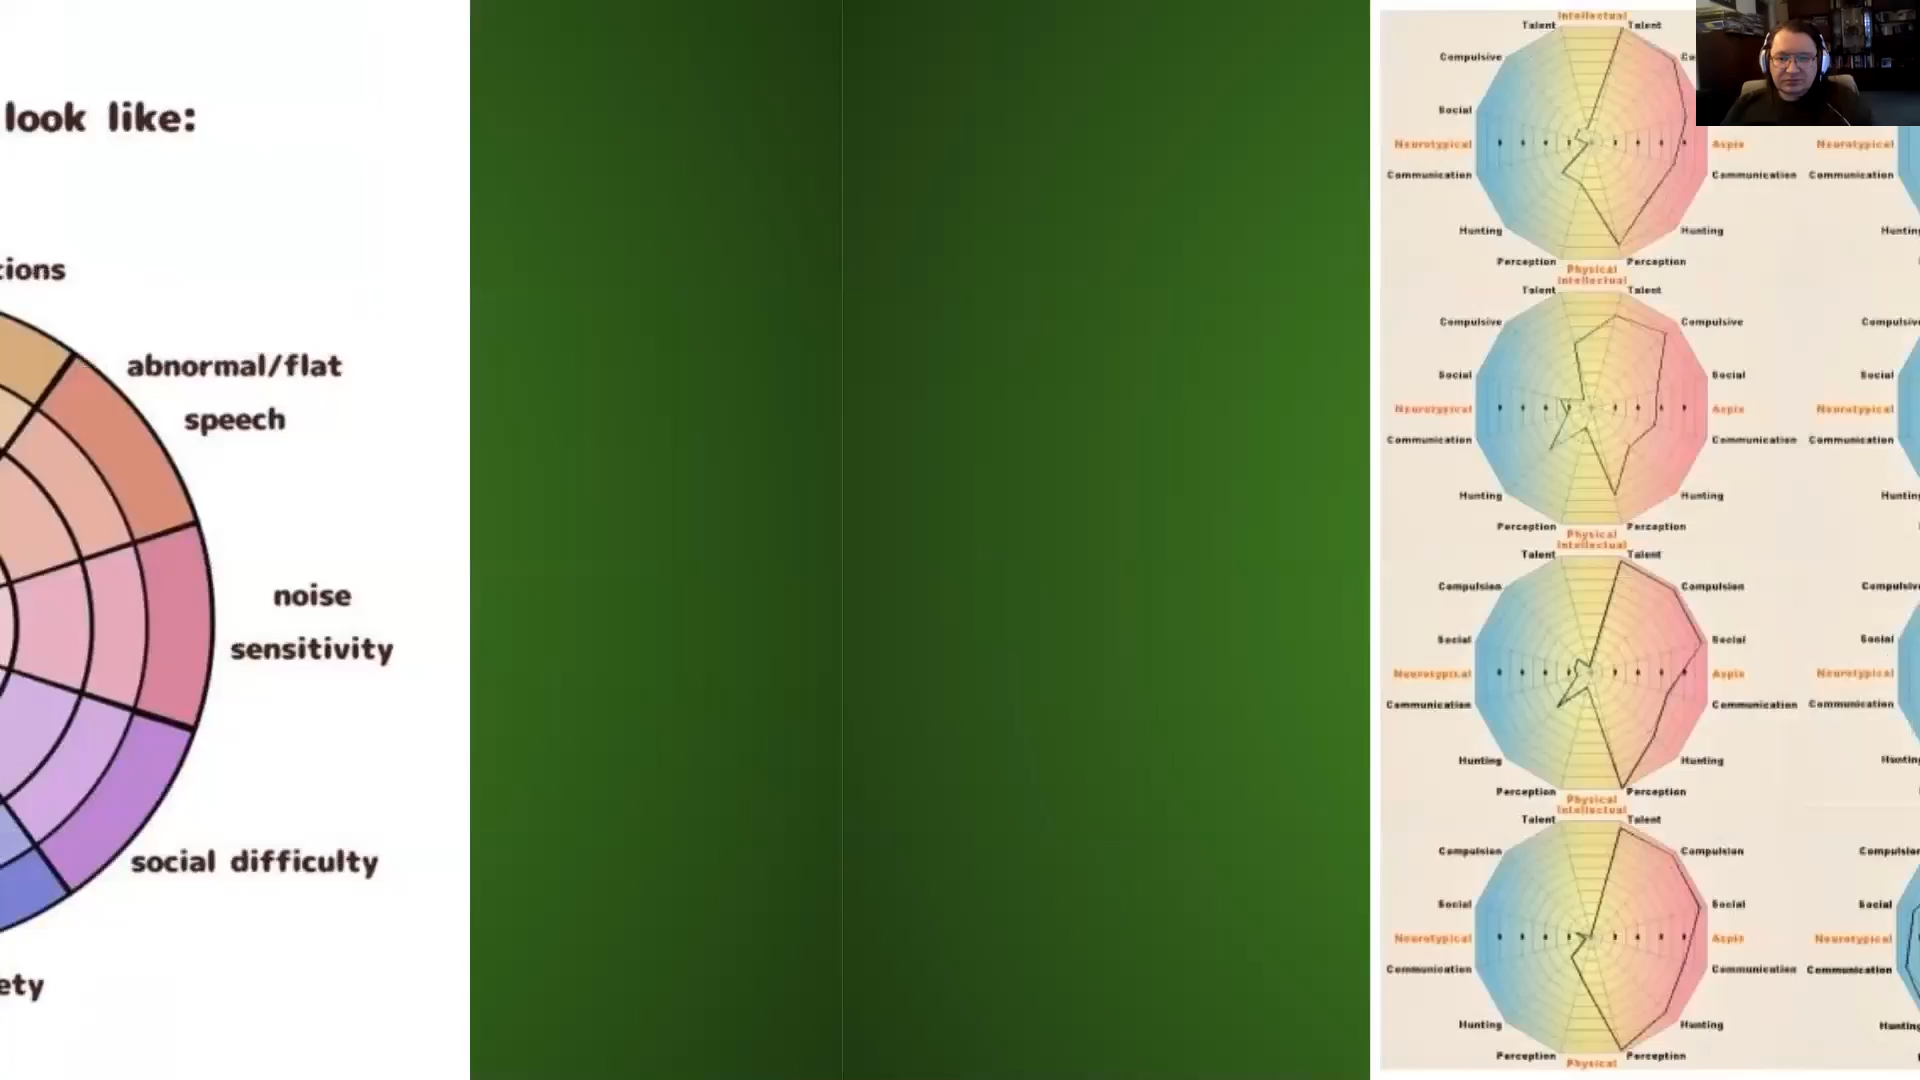 look like:
tions
abnormal/flat
speech
noise
sensitivity
social difficulty
ety
Intellectual
Talent
Talent
Compulsive
Social
Neurotypical
Aspie
Communication
Communication
Hunting
Hunting
Perception
Perception
Physical
Intellectual
Talent
Talent
Compulsive
Compulsive
Social
Social
Neurotypical
Aspie
Communication
Communication
Hunting
Hunting
Perception
Perception
Physical
Intellectual
Talent
Talent
Compulsion
Compulsion
Social
Social
Neurotypical
Aspie
Communication
Communication
Hunting
Hunting
Perception
Perception
Physical
Intellectual
Talent
Talent
Compulsion
Compulsion
Social
Social
Neurotypical
Aspie
Communication
Communication
Hunting
Hunting
Perception
Perception
Physical
Neurotypical
Communication
Hunting
Compulsive
Social
Neurotypical
Communication
Hunting
Compulsive
Social
Neurotypical
Communication
Hunting
Compulsion
Social
Neurotypical
Communication
Hunting